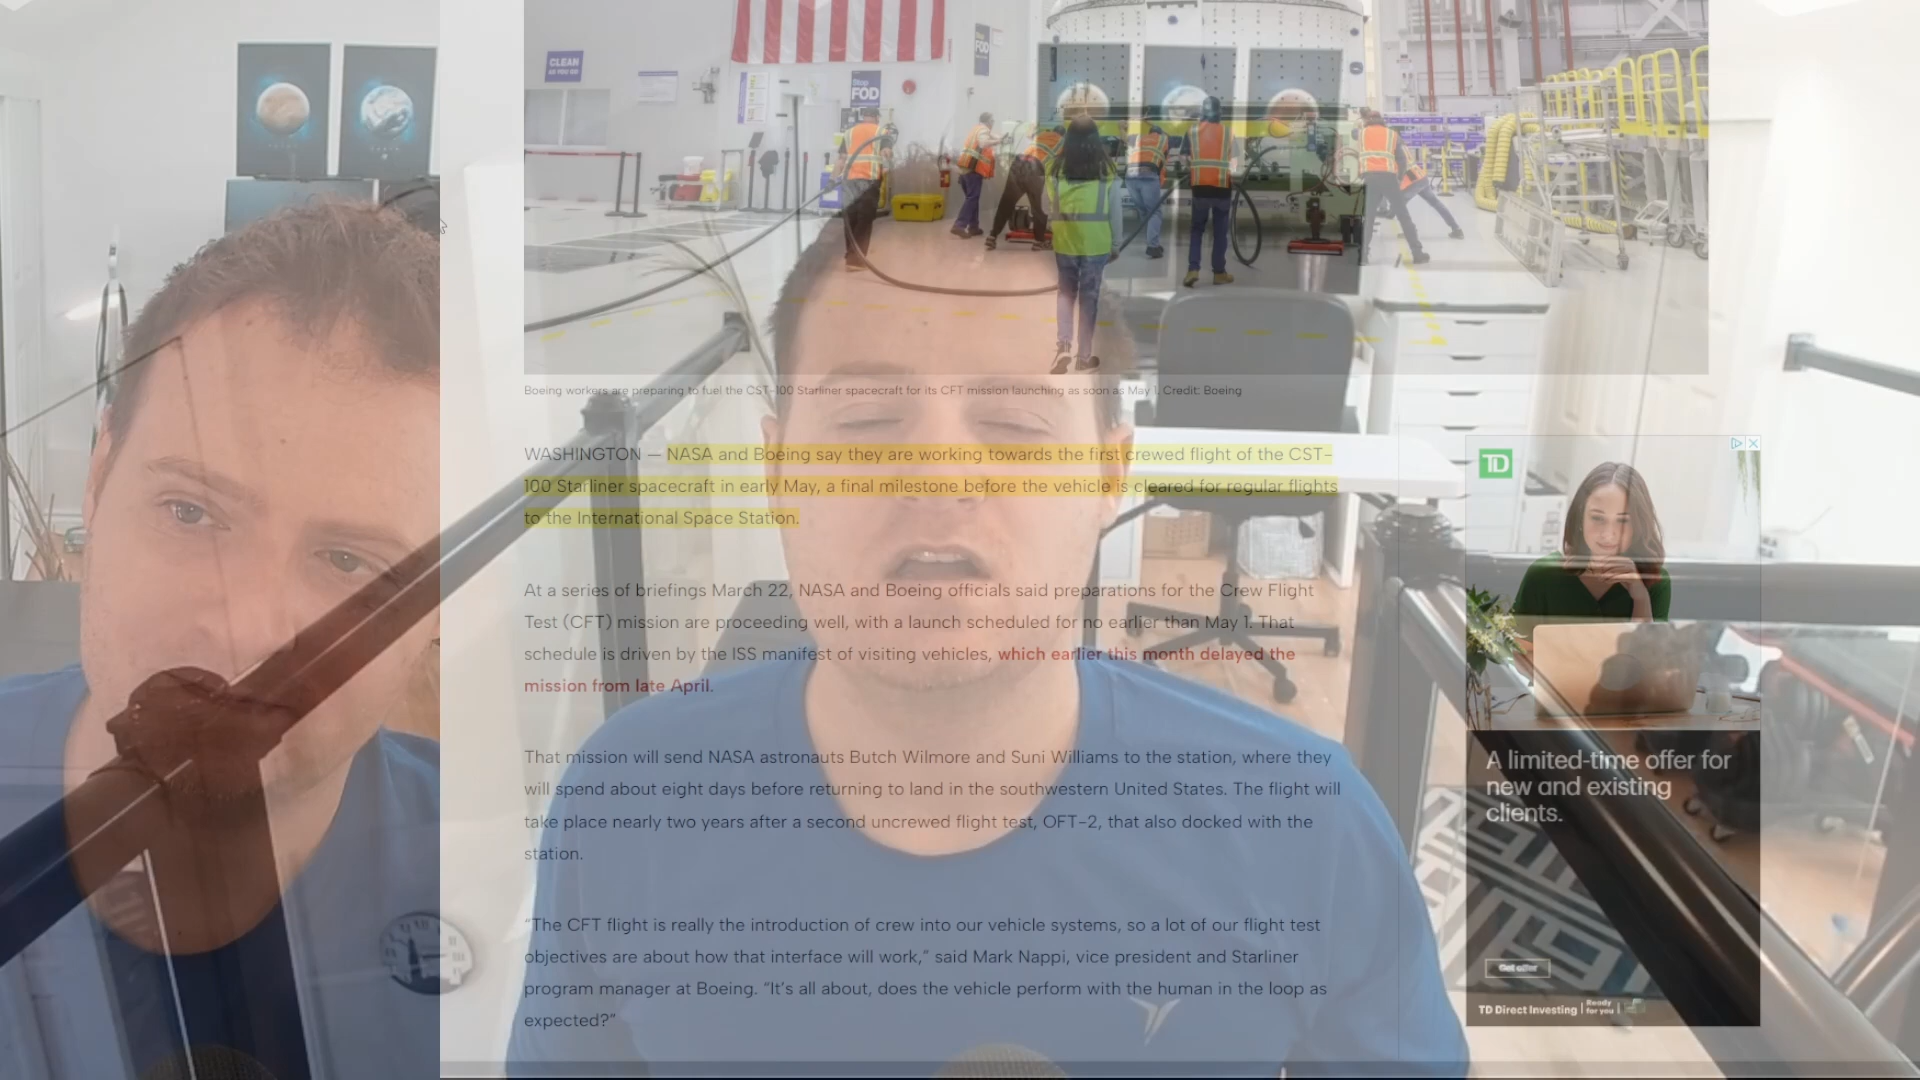 CLEAN
AS YOU GO
Stop
FOD
FOD
Boeing workers are preparing to fuel the CST-100 Starliner spacecraft for its CFT mission launching as soon as May 1. Credit: Boeing
WASHINGTON — NASA and Boeing say they are working towards the first crewed flight of the CST-
100 Starliner spacecraft in early May, a final milestone before the vehicle is cleared for regular flights
to the International Space Station.
At a series of briefings March 22, NASA and Boeing officials said preparations for the Crew Flight
Test (CFT) mission are proceeding well, with a launch scheduled for no earlier than May 1. That
schedule is driven by the ISS manifest of visiting vehicles, which earlier this month delayed the
mission from late April.
That mission will send NASA astronauts Butch Wilmore and Suni Williams to the station, where they
will spend about eight days before returning to land in the southwestern United States. The flight will
take place nearly two years after a second uncrewed flight test, OFT-2, that also docked with the
station.
“The CFT flight is really the introduction of crew into our vehicle systems, so a lot of our flight test
objectives are about how that interface will work,” said Mark Nappi, vice president and Starliner
program manager at Boeing. “It’s all about, does the vehicle perform with the human in the loop as
expected?”
TD
A limited-time offer for
new and existing
clients.
Get offer
TD Direct Investing | Ready
for you |